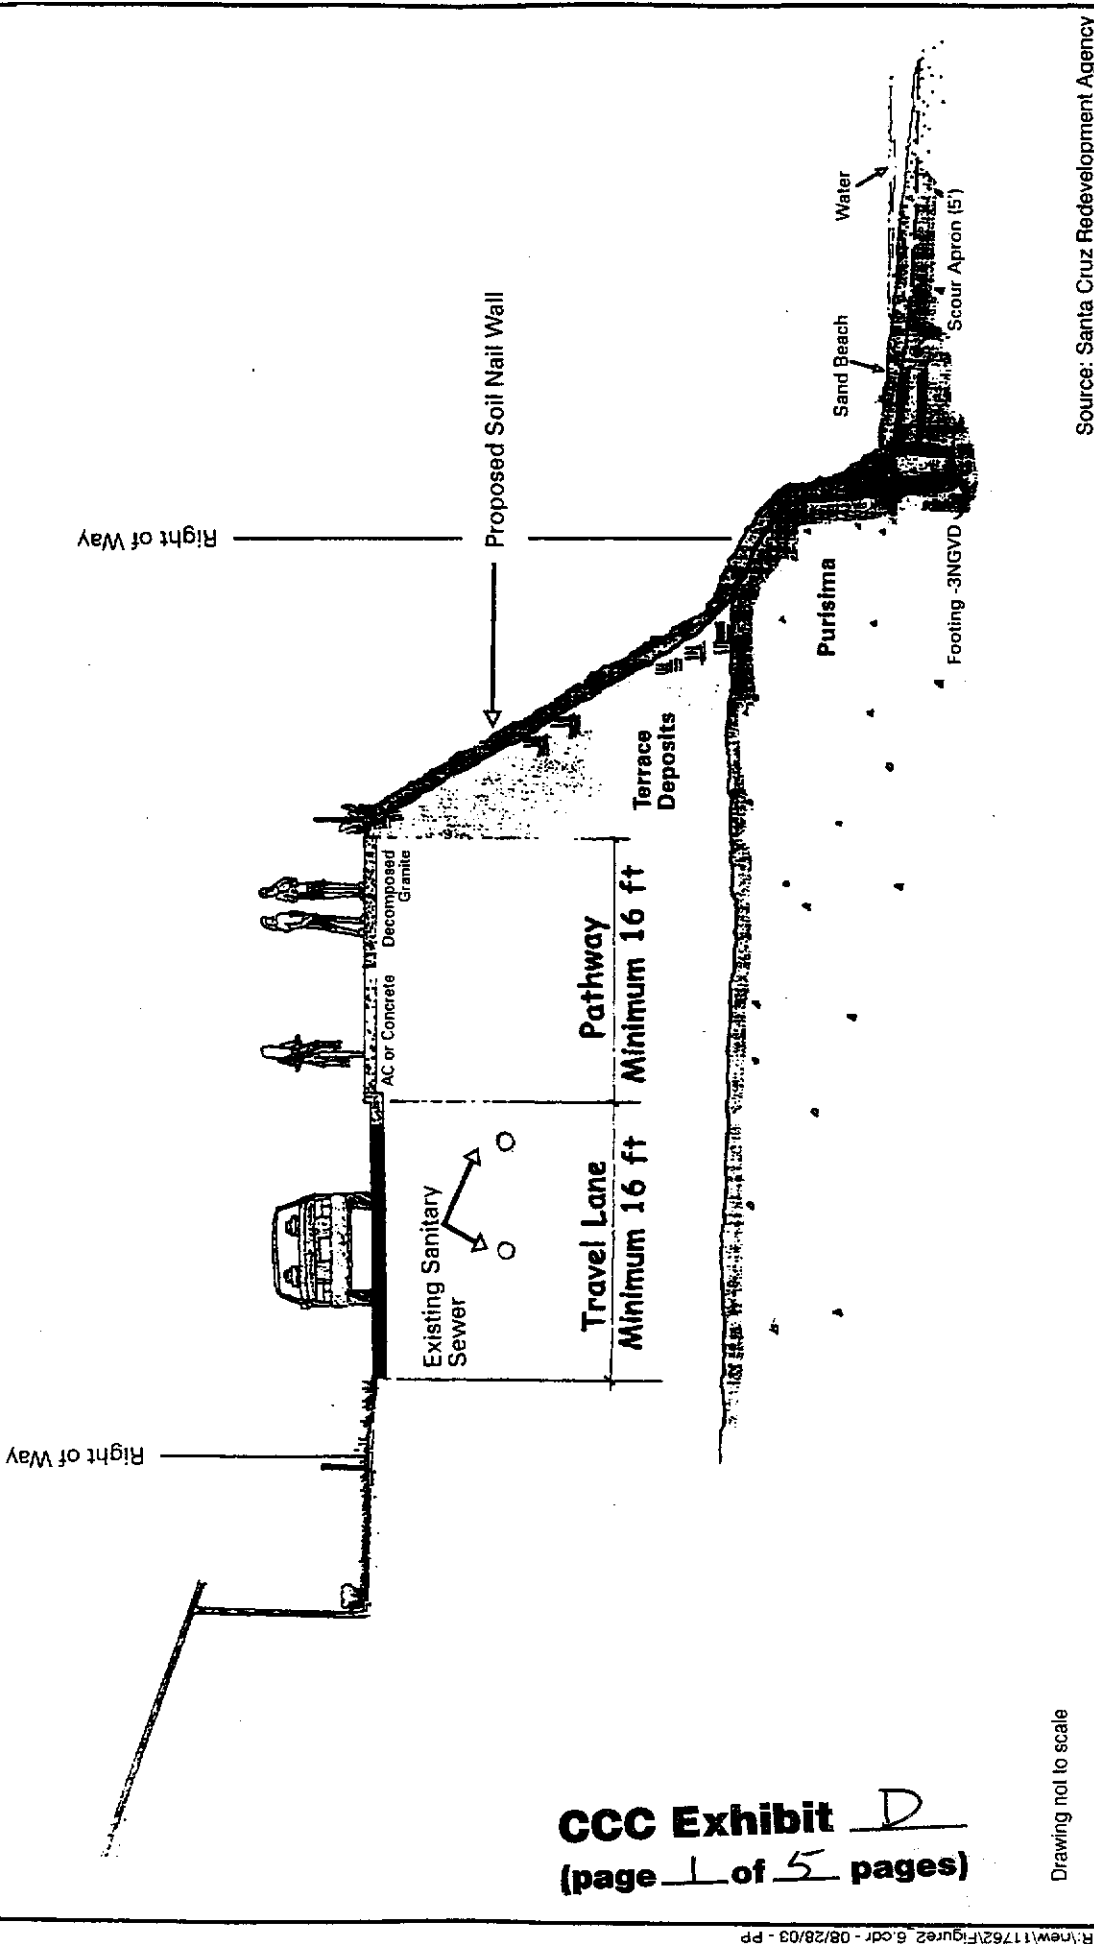 Right of Way
Right of Way
Proposed Soil Nail Wall
Existing Sanitary
Sewer
AC or Concrete
Decomposed
Granite
Travel Lane
Minimum 16 ft
Pathway
Minimum 16 ft
Terrace
Deposits
Purisima
Sand Beach
Water
Footing -3NGVD
Scour Apron (5')
Drawing not to scale
Source: Santa Cruz Redevelopment Agency
CCC Exhibit D
(page 1 of 5 pages)
R:\new\11762\Figure2_6.cdr - 08/28/03 - PP